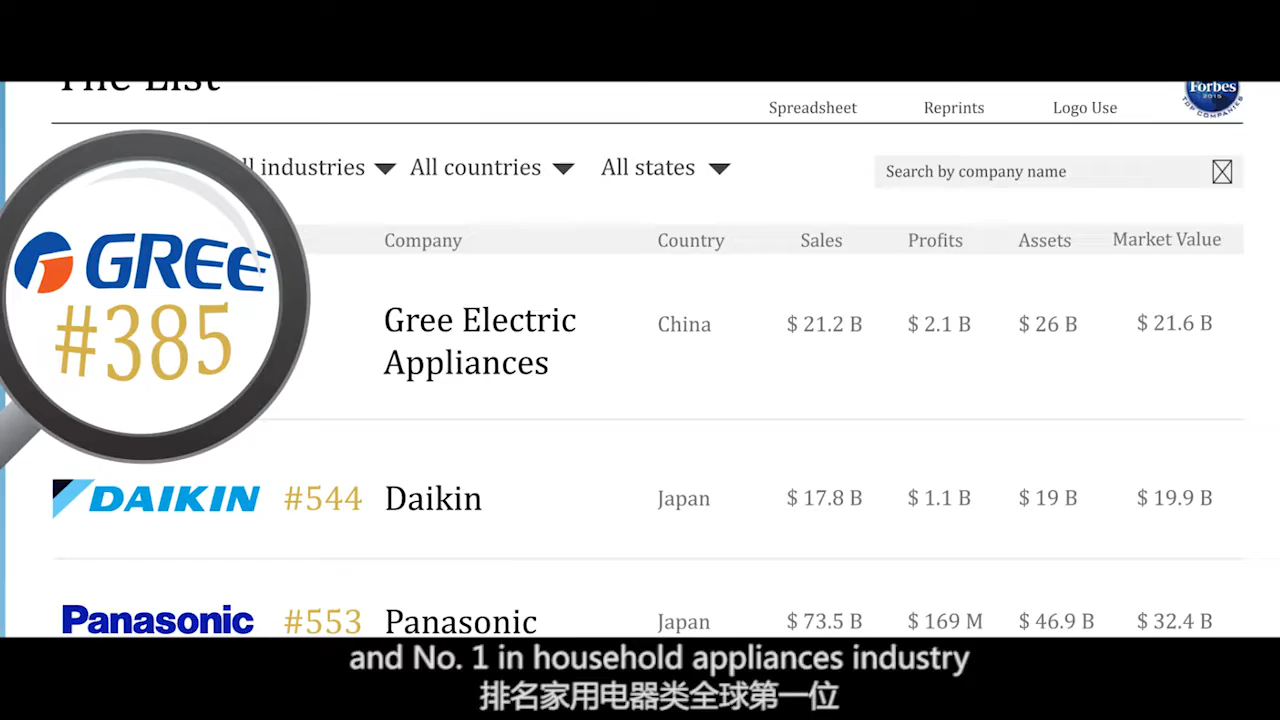 The List
Forbes
2015
TOP COMPANIES
Spreadsheet Reprints Logo Use
ll industries All countries All states
Search by company name
Company Country Sales Profits Assets Market Value
GREE
#385
Gree Electric
Appliances
China $ 21.2 B $ 2.1 B $ 26 B $ 21.6 B
DAIKIN #544 Daikin Japan $ 17.8 B $ 1.1 B $ 19 B $ 19.9 B
Panasonic #553 Panasonic Japan $ 73.5 B $ 169 M $ 46.9 B $ 32.4 B
and No. 1 in household appliances industry
排名家用电器类全球第一位